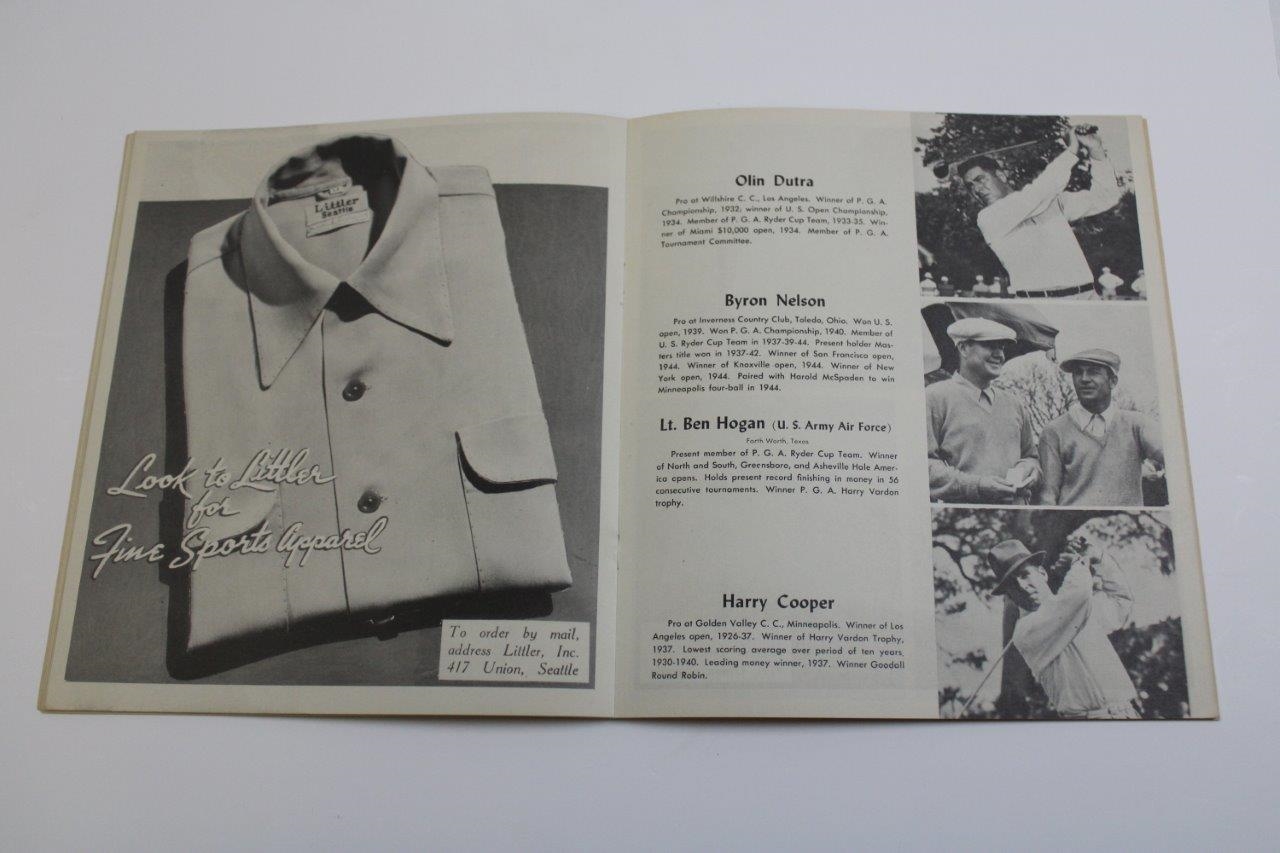 Littler
Seattle
Look to Littler
for
Fine Sports Apparel
To order by mail,
address Littler, Inc.
417 Union, Seattle
Olin Dutra
Pro at Wilshire C. C., Los Angeles. Winner of P. G. A.
Championship, 1932; winner of U. S. Open Championship,
1934. Member of P. G. A. Ryder Cup Team, 1933-35. Win-
ner of Miami $10,000 open, 1934. Member of P. G. A.
Tournament Committee.
Byron Nelson
Pro at Inverness Country Club, Toledo, Ohio. Won U. S.
open, 1939. Won P. G. A. Championship, 1940. Member of
U. S. Ryder Cup Team in 1937-39-44. Present holder Mas-
ters title won in 1937-42. Winner of San Francisco open,
1944. Winner of Knoxville open, 1944. Winner of New
York open, 1944. Paired with Harold McSpaden to win
Minneapolis four-ball in 1944.
Lt. Ben Hogan (U. S. Army Air Force)
Forth Worth, Texas
Present member of P. G. A. Ryder Cup Team. Winner
of North and South, Greensboro, and Asheville Hale Amer-
ica opens. Holds present record finishing in money in 56
consecutive tournaments. Winner P. G. A. Harry Vardon
trophy.
Harry Cooper
Pro at Golden Valley C. C., Minneapolis. Winner of Los
Angeles open, 1926-37. Winner of Harry Vardon Trophy,
1937. Lowest scoring average over period of ten years,
1930-1940. Leading money winner, 1937. Winner Goodall
Round Robin.